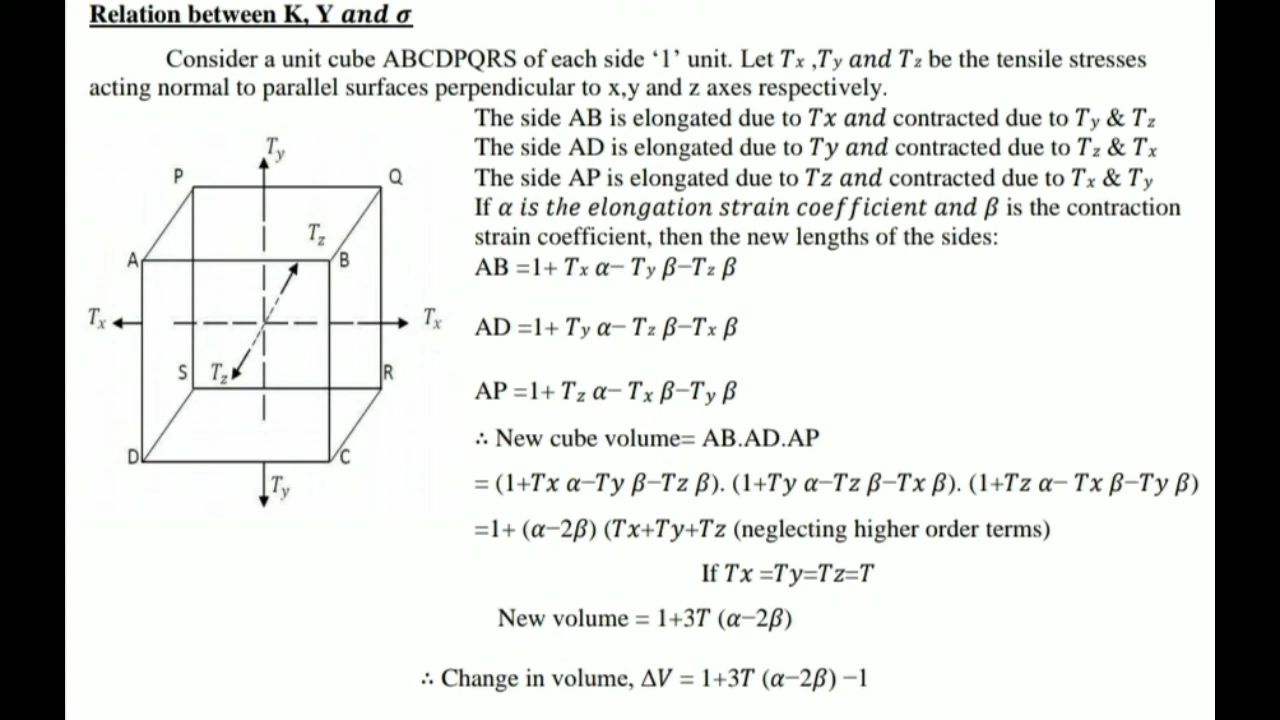 Relation between K, Y and σ
Consider a unit cube ABCDPQRS of each side ‘1’ unit. Let Tx ,Ty and Tz be the tensile stresses
acting normal to parallel surfaces perpendicular to x,y and z axes respectively.
The side AB is elongated due to Tx and contracted due to Ty & Tz
The side AD is elongated due to Ty and contracted due to Tz & Tx
The side AP is elongated due to Tz and contracted due to Tx & Ty
If α is the elongation strain coefficient and β is the contraction
strain coefficient, then the new lengths of the sides:
AB =1+ Tx α− Ty β−Tz β
AD =1+ Ty α− Tz β−Tx β
AP =1+ Tz α− Tx β−Ty β
∴ New cube volume= AB.AD.AP
= (1+Tx α−Ty β−Tz β). (1+Ty α−Tz β−Tx β). (1+Tz α− Tx β−Ty β)
=1+ (α−2β) (Tx+Ty+Tz (neglecting higher order terms)
If Tx =Ty=Tz=T
New volume = 1+3T (α−2β)
∴ Change in volume, ΔV = 1+3T (α−2β) −1
Ty
P
Q
Tz
A
B
Tx
Tx
S
Tz
R
D
C
Ty